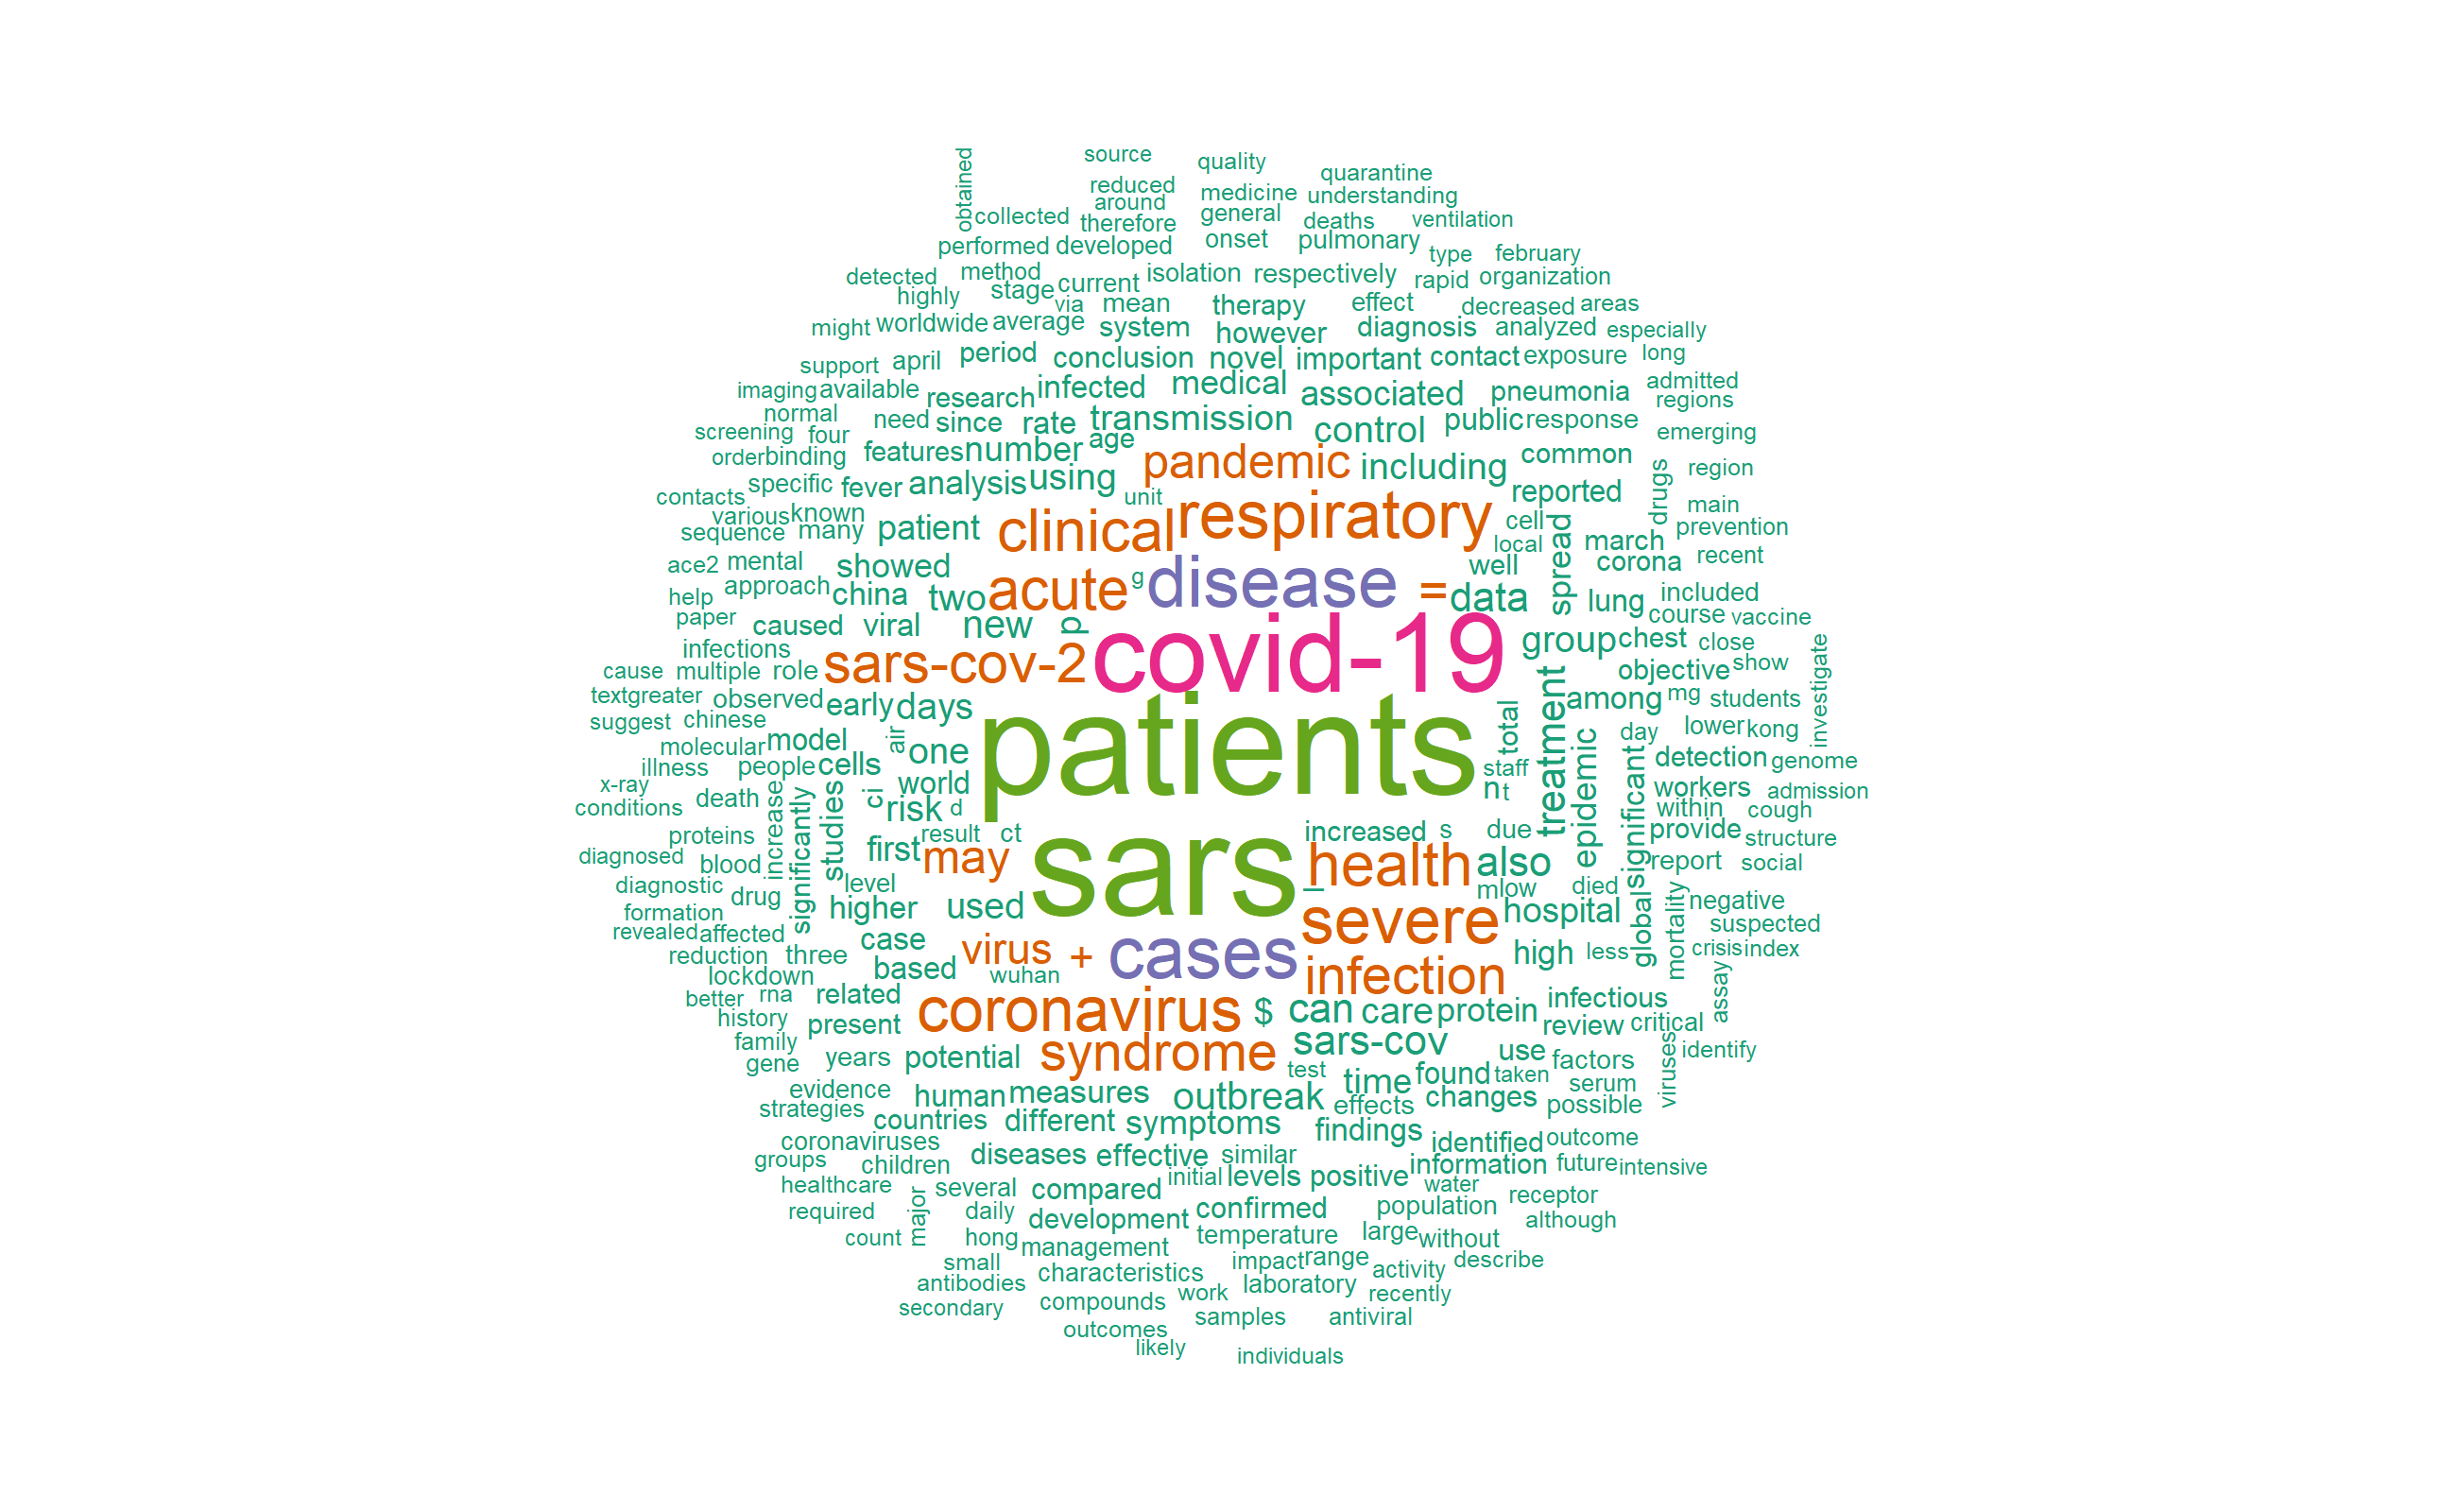 source quality quarantine
obtained reduced medicine understanding
collected around general deaths ventilation
therefore
performed developed onset pulmonary type february
detected method current isolation respectively rapid organization
highly stage via mean therapy effect decreased areas
might worldwide average system however diagnosis analyzed especially
support april period conclusion novel important contact exposure long
imaging available research infected medical associated pneumonia admitted
normal need since rate transmission control public response regions
screening four features number age emerging
order binding pandemic including common region
specific fever analysis using drugs
contacts unit reported main
various known clinical respiratory cell prevention
sequence many patient local spread march recent
ace2 mental showed well corona
help approach china two acute g disease = data lung included
paper caused viral new p course vaccine
infections sars-cov-2 covid-19 group chest close
cause multiple role objective show investigate
textgreater observed early days among mg students
suggest chinese treatment lower kong
molecular model air one patients total day detection genome
illness people cells world staff epidemic workers
x-ray ci n t admission
conditions death increase significantly studies risk d significant within cough
proteins result ct increased s due provide structure
diagnosed blood first may sars health also report social
diagnostic drug level _ mlow died
formation higher used severe hospital global mortality negative
revealed affected case virus + cases suspected
reduction three based wuhan infection high less crisis index
lockdown
better rna related coronavirus $ can care protein infectious assay
history present review critical
family years potential syndrome sars-cov use factors viruses identify
gene test time found taken
evidence human measures outbreak effects changes serum possible
strategies countries different symptoms findings
coronaviruses identified outcome
groups children diseases effective similar information future intensive
healthcare several compared initial levels positive water receptor
required major daily development confirmed population although
count hong management temperature large without
small characteristics impact range describe
antibodies laboratory activity
secondary compounds work recently
outcomes samples antiviral
likely individuals